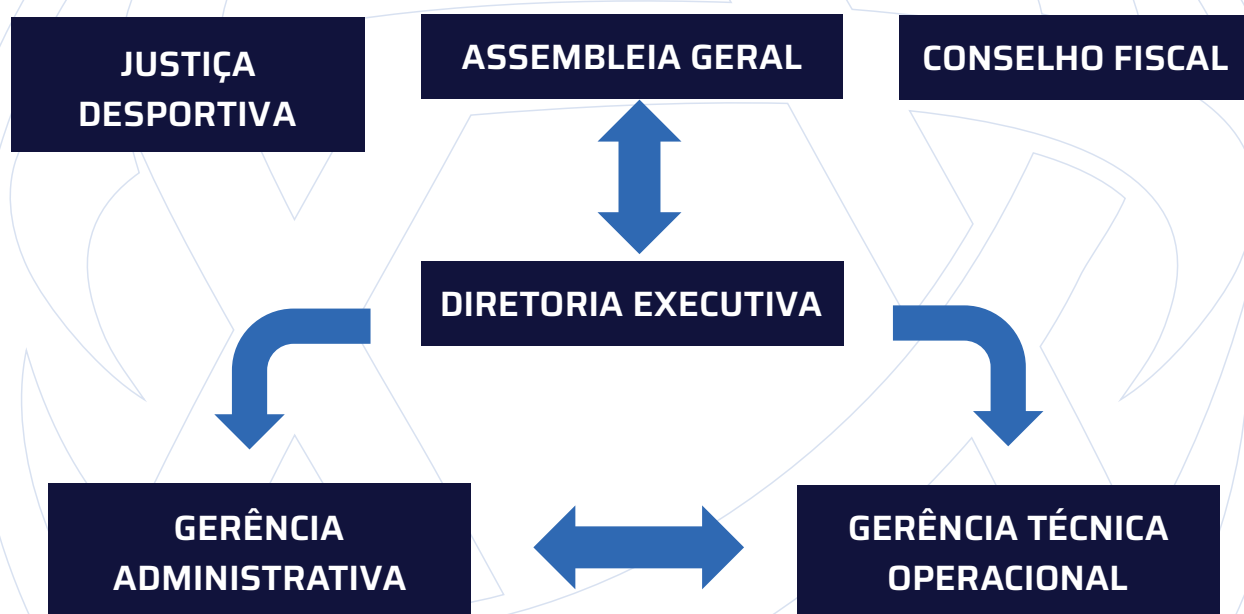 JUSTIÇA
DESPORTIVA
ASSEMBLEIA GERAL
CONSELHO FISCAL
DIRETORIA EXECUTIVA
GERÊNCIA
ADMINISTRATIVA
GERÊNCIA TÉCNICA
OPERACIONAL